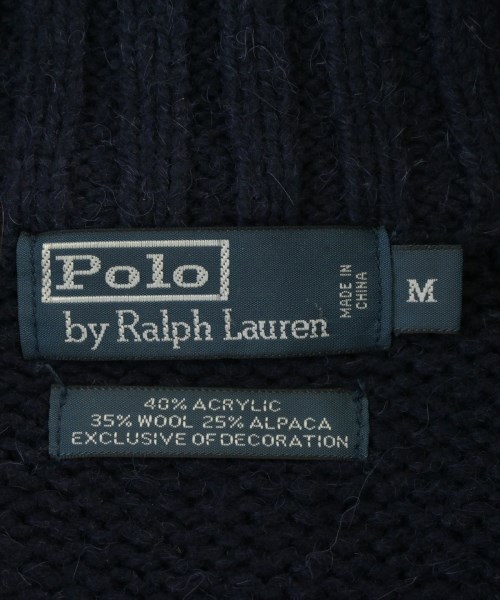 Polo
by Ralph Lauren
MADE IN
CHINA
M
40% ACRYLIC
35% WOOL 25% ALPACA
EXCLUSIVE OF DECORATION